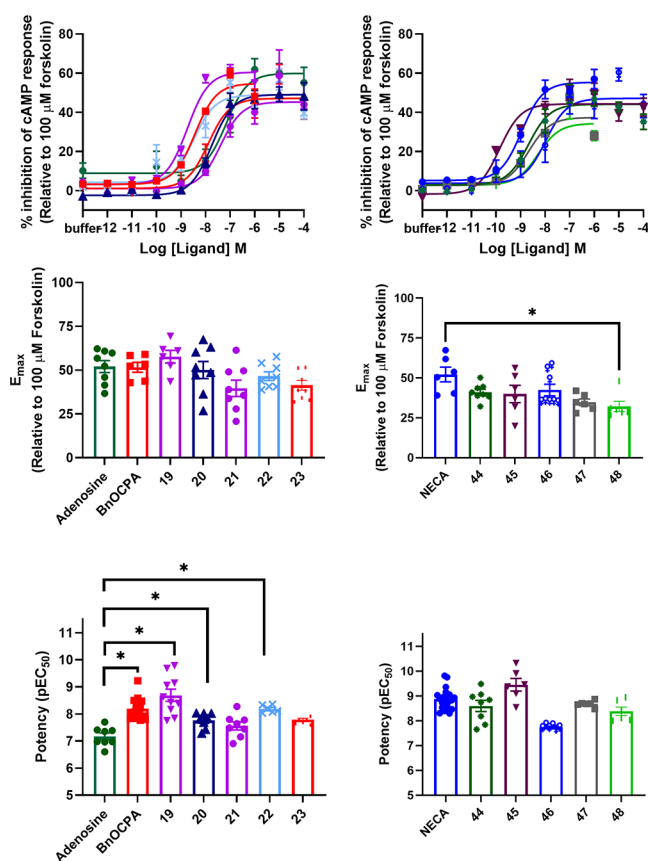 % inhibition of cAMP response
(Relative to 100 μM forskolin)
80
60
40
20
0
buffer -12 -11 -10 -9 -8 -7 -6 -5 -4
Log [Ligand] M
% inhibition of cAMP response
(Relative to 100 μM forskolin)
80
60
40
20
0
buffer -12 -11 -10 -9 -8 -7 -6 -5 -4
Log [Ligand] M
Emax
(Relative to 100 μM Forskolin)
100
75
50
25
0
Adenosine BnOCPA 19 20 21 22 23
Emax
(Relative to 100 μM Forskolin)
100
75
50
25
0
*
NECA 44 45 46 47 48
Potency (pEC50)
11
10
9
8
7
6
5
*
*
*
*
Adenosine BnOCPA 19 20 21 22 23
Potency (pEC50)
11
10
9
8
7
6
5
NECA 44 45 46 47 48